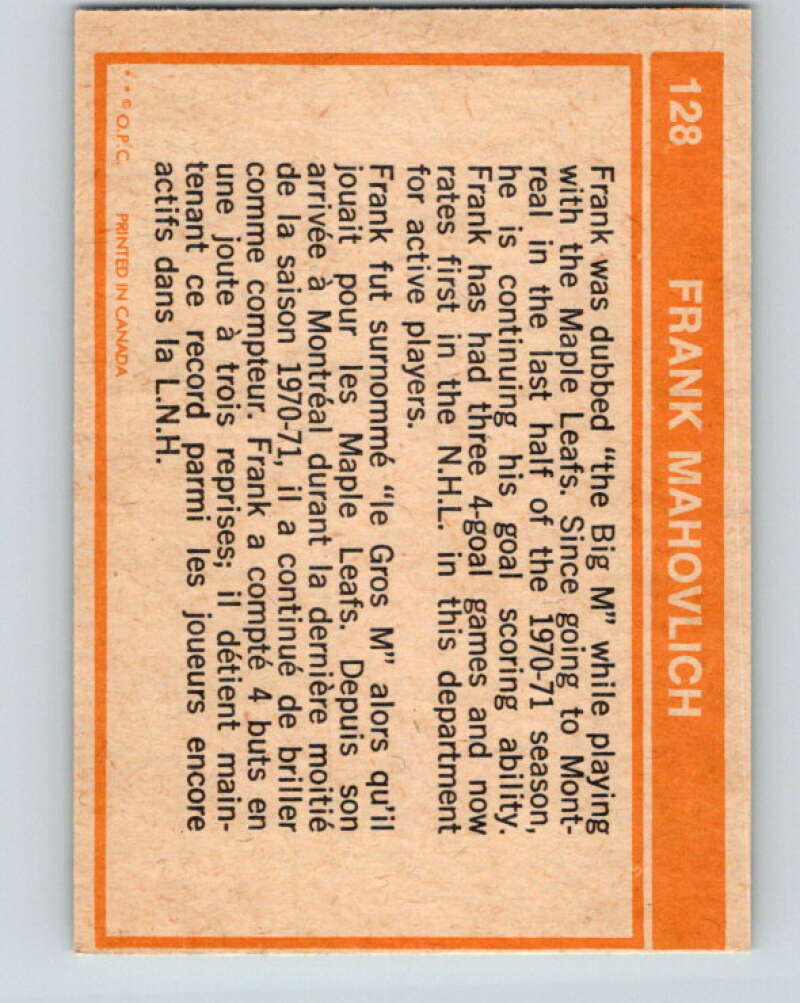 128 FRANK MAHOVLICH
Frank was dubbed “the Big M” while playing
with the Maple Leafs. Since going to Mont-
real in the last half of the 1970-71 season,
he is continuing his goal scoring ability.
Frank has had three 4-goal games and now
rates first in the N.H.L. in this department
for active players.
Frank fut surnommé “le Gros M” alors qu’il
jouait pour les Maple Leafs. Depuis son
arrivée à Montréal durant la dernière moitié
de la saison 1970-71, il a continué de briller
comme compteur. Frank a compté 4 buts en
une joute à trois reprises; il détient main-
tenant ce record parmi les joueurs encore
actifs dans la L.N.H.
* * © O.P.C. PRINTED IN CANADA